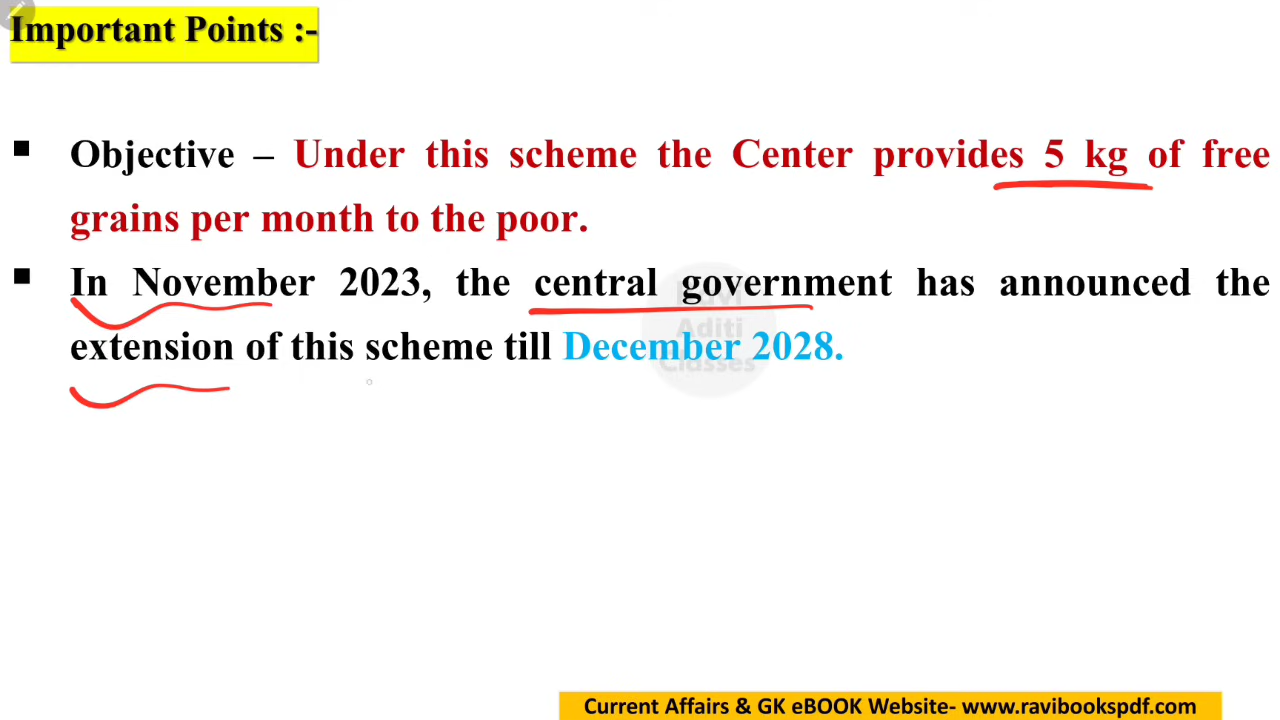 Important Points :-
▪ Objective – Under this scheme the Center provides 5 kg of free
grains per month to the poor.
▪ In November 2023, the central government has announced the
extension of this scheme till December 2028.
Aditi
Classes
Current Affairs & GK eBOOK Website- www.ravibookspdf.com